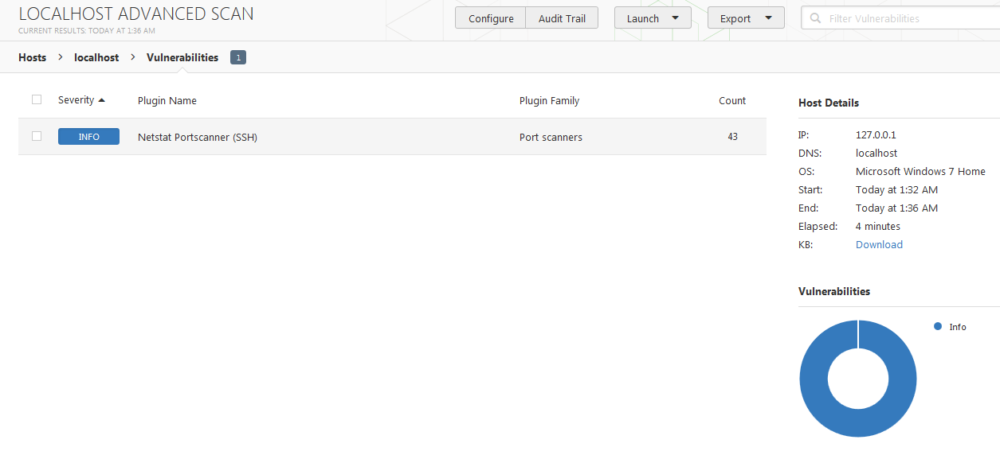 LOCALHOST ADVANCED SCAN
CURRENT RESULTS: TODAY AT 1:36 AM
Configure Audit Trail Launch Export Filter Vulnerabilities
Hosts > localhost > Vulnerabilities 1
Severity Plugin Name Plugin Family Count
INFO Netstat Portscanner (SSH) Port scanners 43
Host Details
IP: 127.0.0.1
DNS: localhost
OS: Microsoft Windows 7 Home
Start: Today at 1:32 AM
End: Today at 1:36 AM
Elapsed: 4 minutes
KB: Download
Vulnerabilities
Info